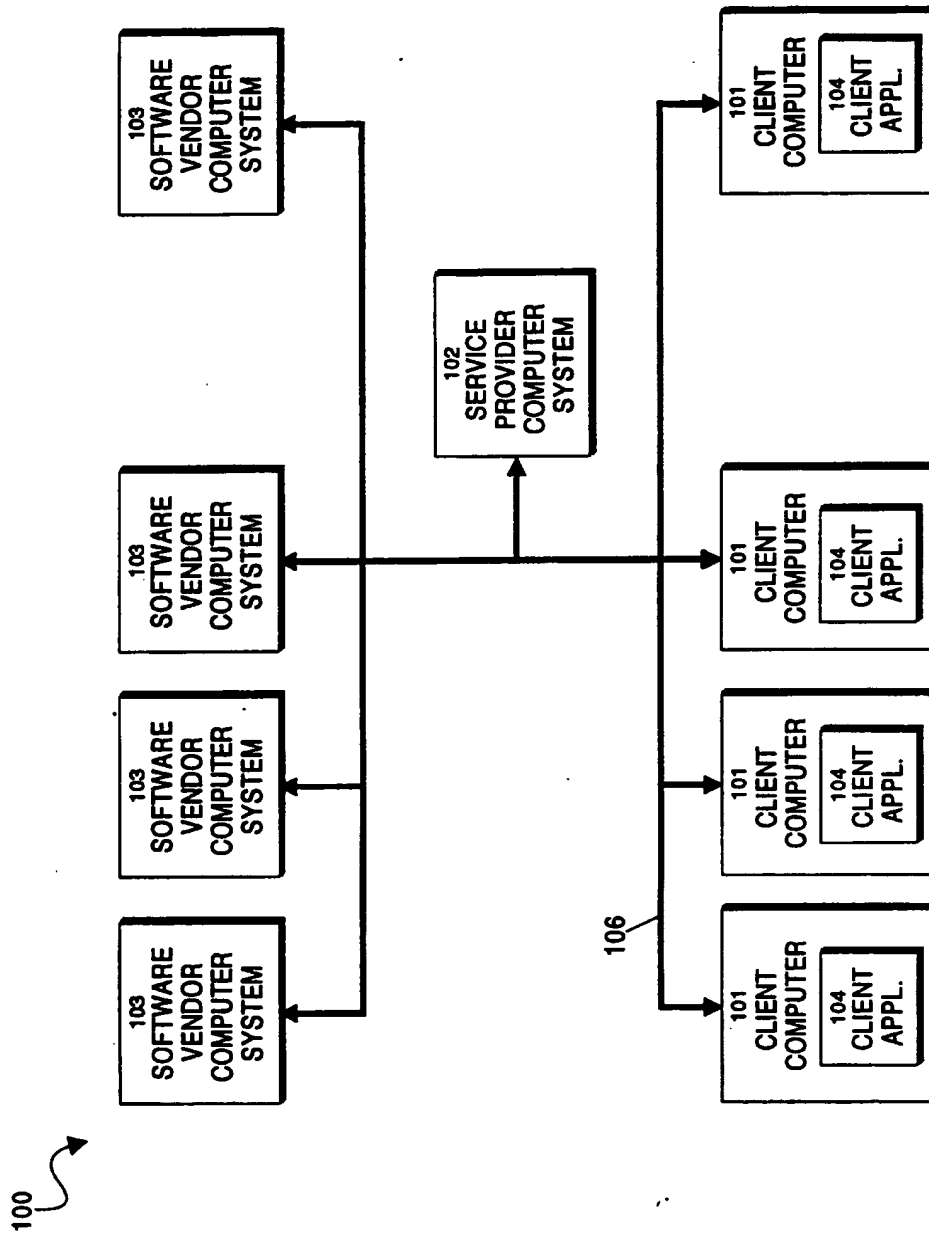 100
103
SOFTWARE
VENDOR
COMPUTER
SYSTEM
103
SOFTWARE
VENDOR
COMPUTER
SYSTEM
103
SOFTWARE
VENDOR
COMPUTER
SYSTEM
103
SOFTWARE
VENDOR
COMPUTER
SYSTEM
102
SERVICE
PROVIDER
COMPUTER
SYSTEM
106
101
CLIENT
COMPUTER
104
CLIENT
APPL.
101
CLIENT
COMPUTER
104
CLIENT
APPL.
101
CLIENT
COMPUTER
104
CLIENT
APPL.
101
CLIENT
COMPUTER
104
CLIENT
APPL.